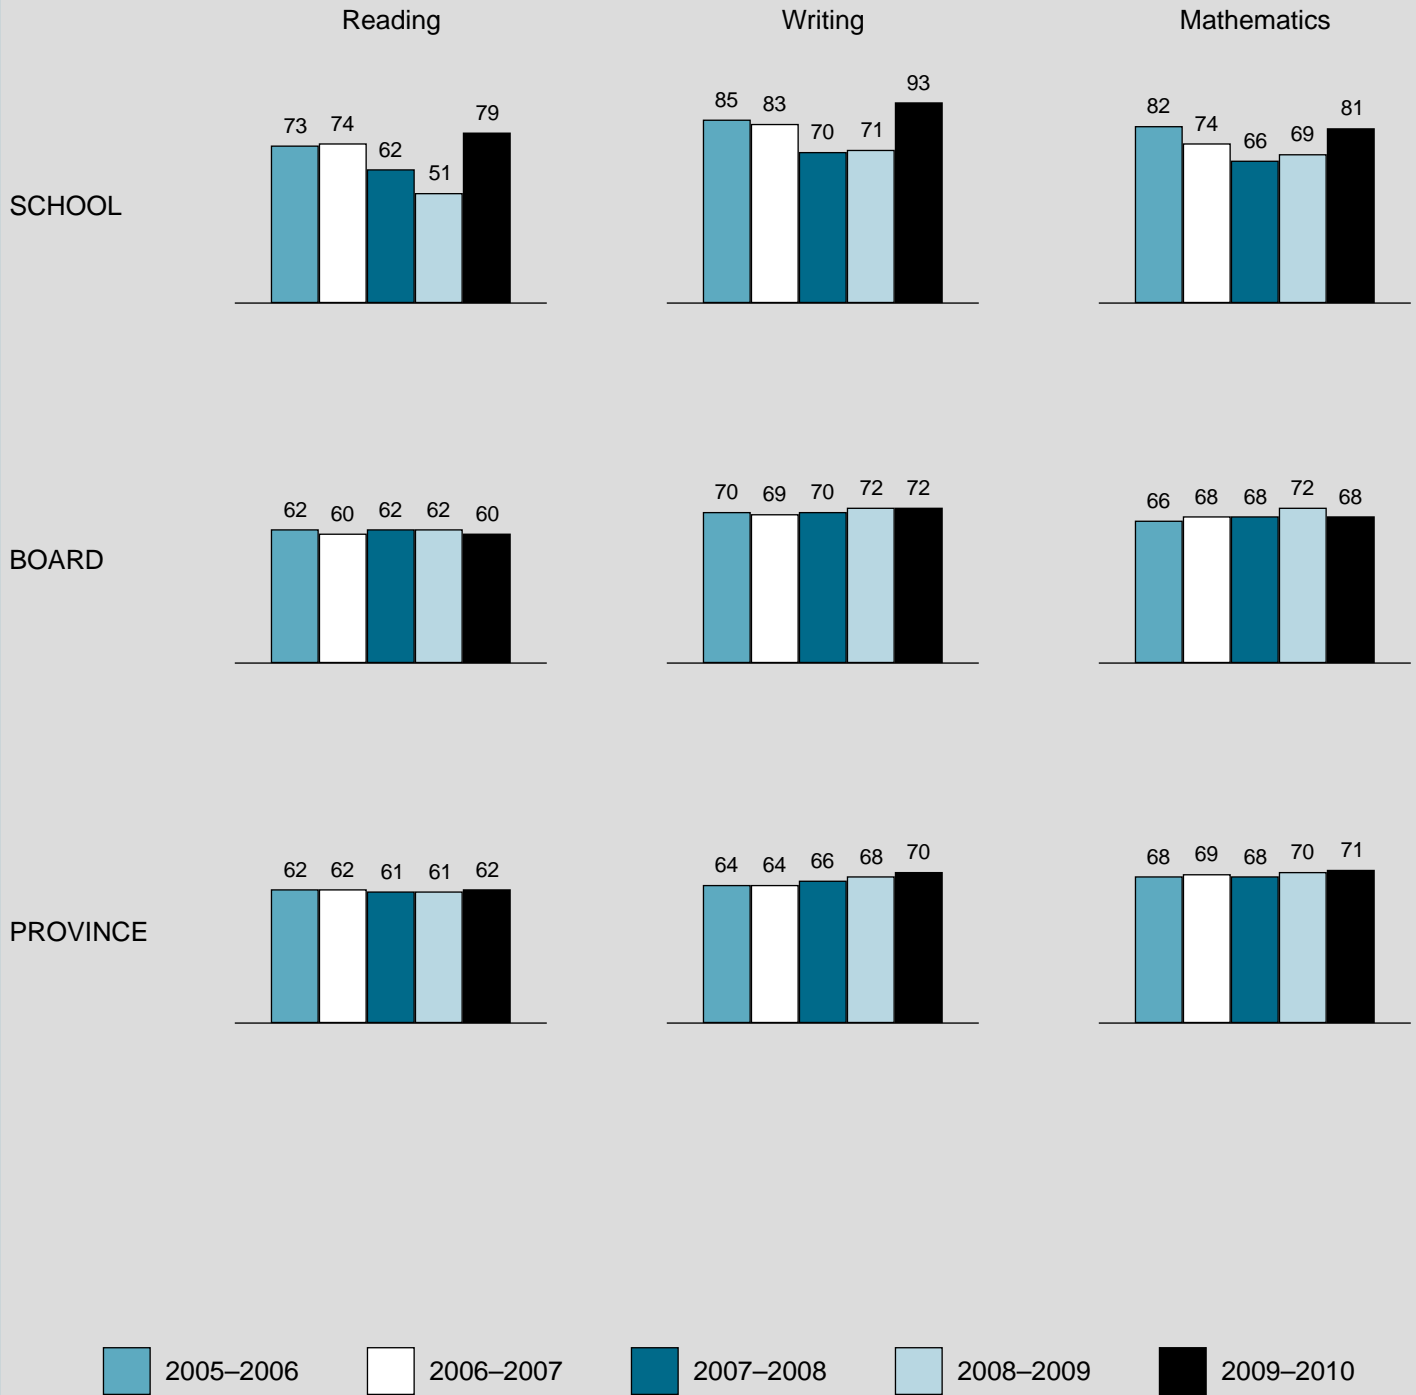 Reading Writing Mathematics
73 74 62 51 79
85 83 70 71 93
82 74 66 69 81
SCHOOL
62 60 62 62 60
70 69 70 72 72
66 68 68 72 68
BOARD
62 62 61 61 62
64 64 66 68 70
68 69 68 70 71
PROVINCE
2005–2006 2006–2007 2007–2008 2008–2009 2009–2010